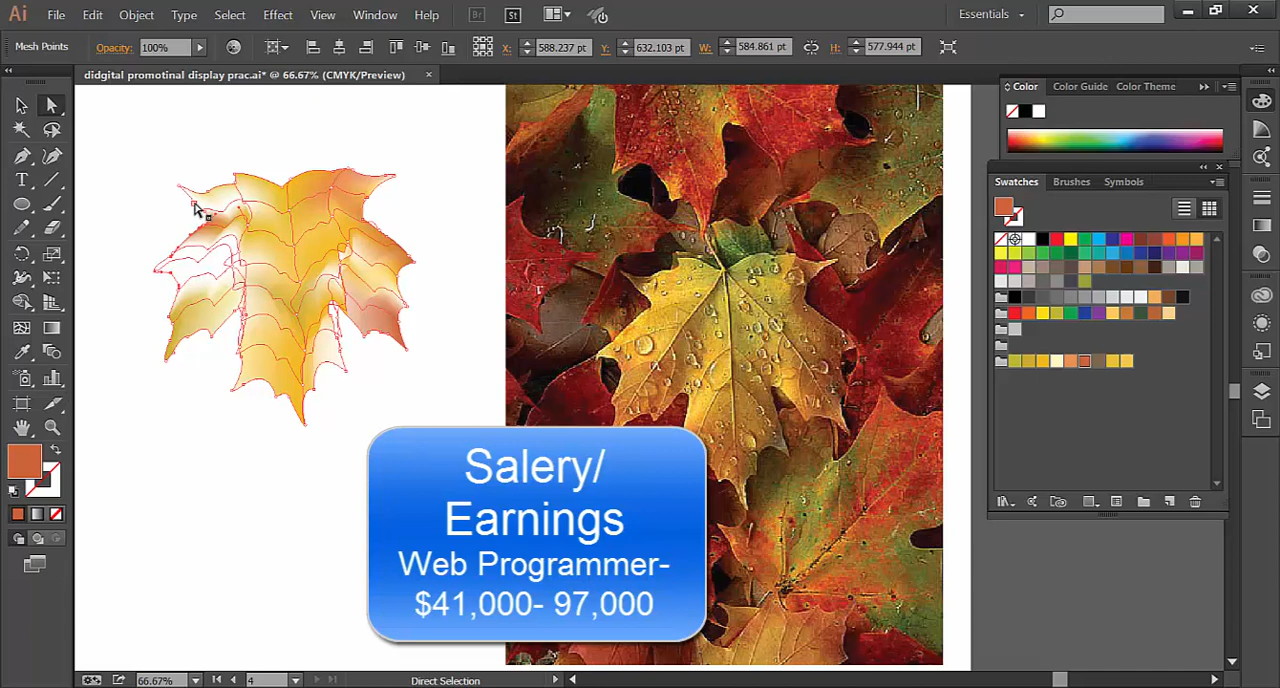 Ai File Edit Object Type Select Effect View Window Help Br St Essentials
Mesh Points Opacity: 100% X: 588.237 pt Y: 632.103 pt W: 584.861 pt H: 577.944 pt
didgital promotinal display prac.ai* @ 66.67% (CMYK/Preview) ×
Color Color Guide Color Theme
Swatches Brushes Symbols
Salery/
Earnings
Web Programmer-
$41,000- 97,000
66.67% 4 Direct Selection